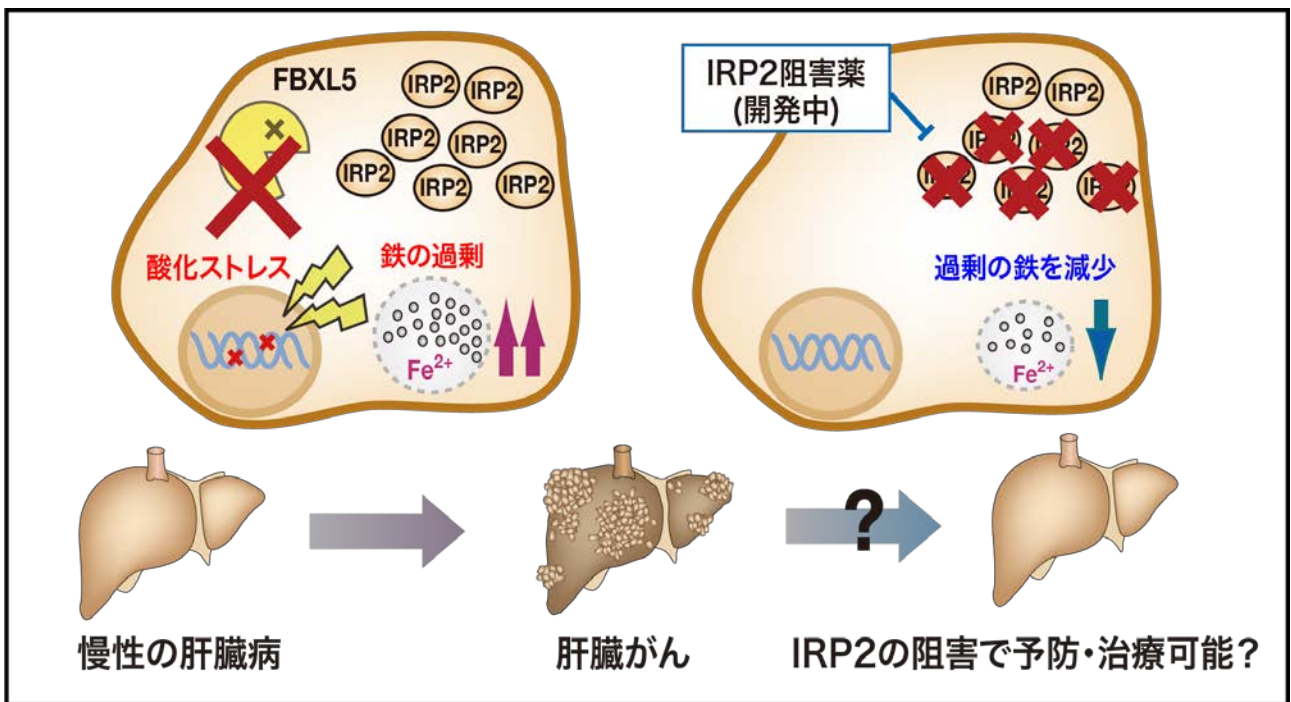 FBXL5
IRP2 IRP2
IRP2 IRP2
IRP2 IRP2 IRP2
酸化ストレス
鉄の過剰
Fe²⁺
IRP2阻害薬
(開発中)
IRP2 IRP2
過剰の鉄を減少
Fe²⁺
?
慢性の肝臓病
肝臓がん
IRP2の阻害で予防・治療可能?